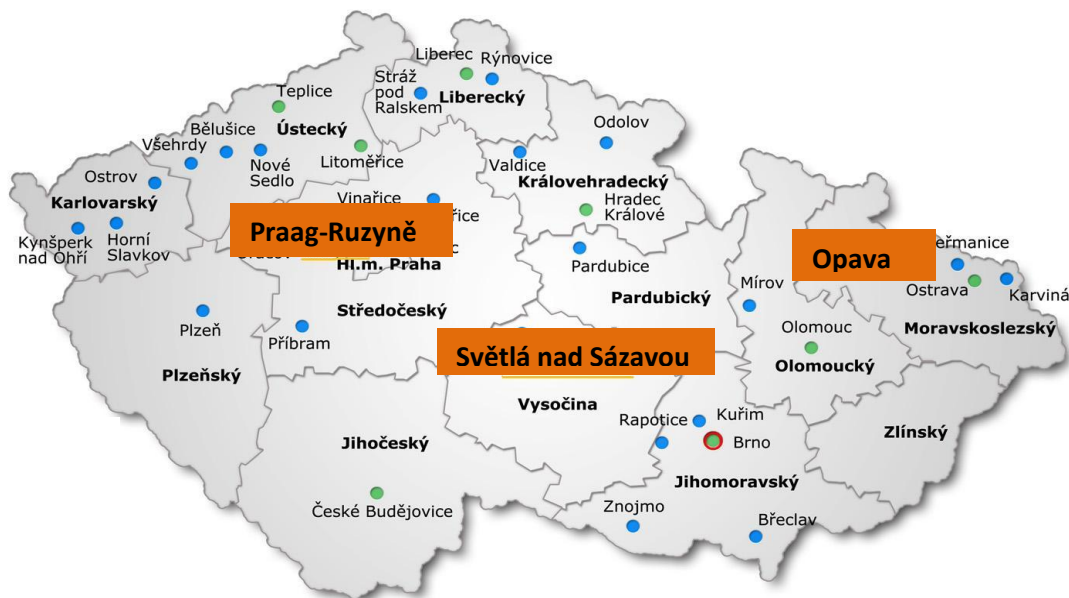 Liberec
Rýnovice
Stráž
pod
Ralskem
Liberecký
Teplice
Ústecký
Bělušice
Všehrdy
Nové
Sedlo
Litoměřice
Ostrov
Karlovarský
Kynšperk
nad Ohří
Horní
Slavkov
Odolov
Valdice
Královehradecký
Hradec
Králové
Vinařice
Praag-Ruzyně
Hl.m. Praha
Středočeský
Pardubice
Pardubický
Opava
Ostrava
Karviná
Moravskoslezský
Mírov
Olomouc
Olomoucký
Plzeň
Plzeňský
Příbram
Světlá nad Sázavou
Vysočina
Rapotice
Kuřim
Brno
Jihomoravský
Zlínský
Jihočeský
České Budějovice
Znojmo
Břeclav